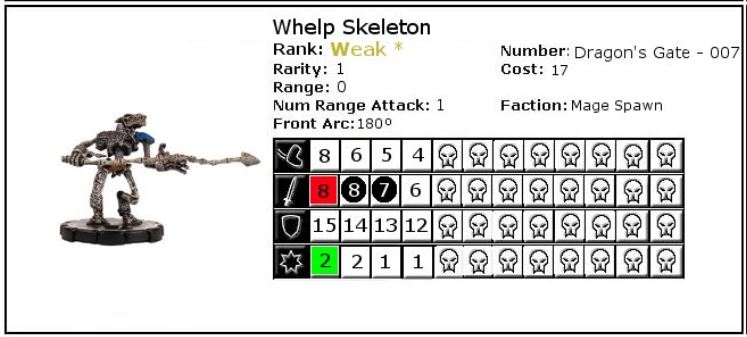 Whelp Skeleton
Rank: Weak * Number: Dragon's Gate - 007
Rarity: 1 Cost: 17
Range: 0
Num Range Attack: 1 Faction: Mage Spawn
Front Arc:180º
8 6 5 4
8 8 7 6
15 14 13 12
2 2 1 1